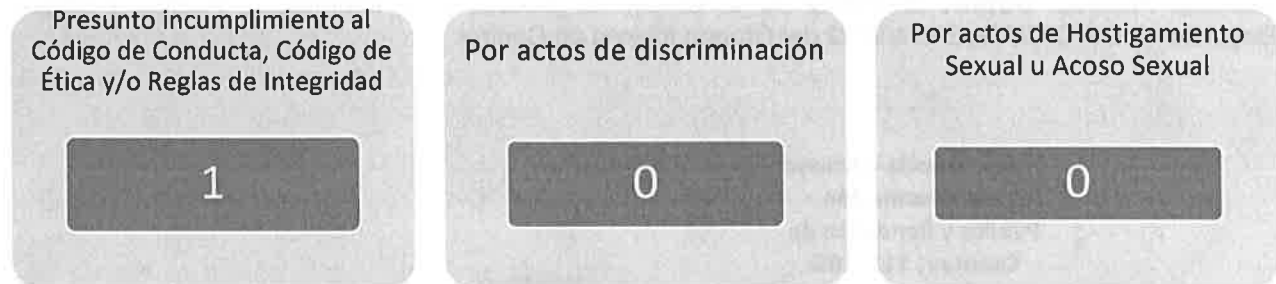 Presunto incumplimiento al
Código de Conducta, Código de
Ética y/o Reglas de Integridad
1
Por actos de discriminación
0
Por actos de Hostigamiento
Sexual u Acoso Sexual
0